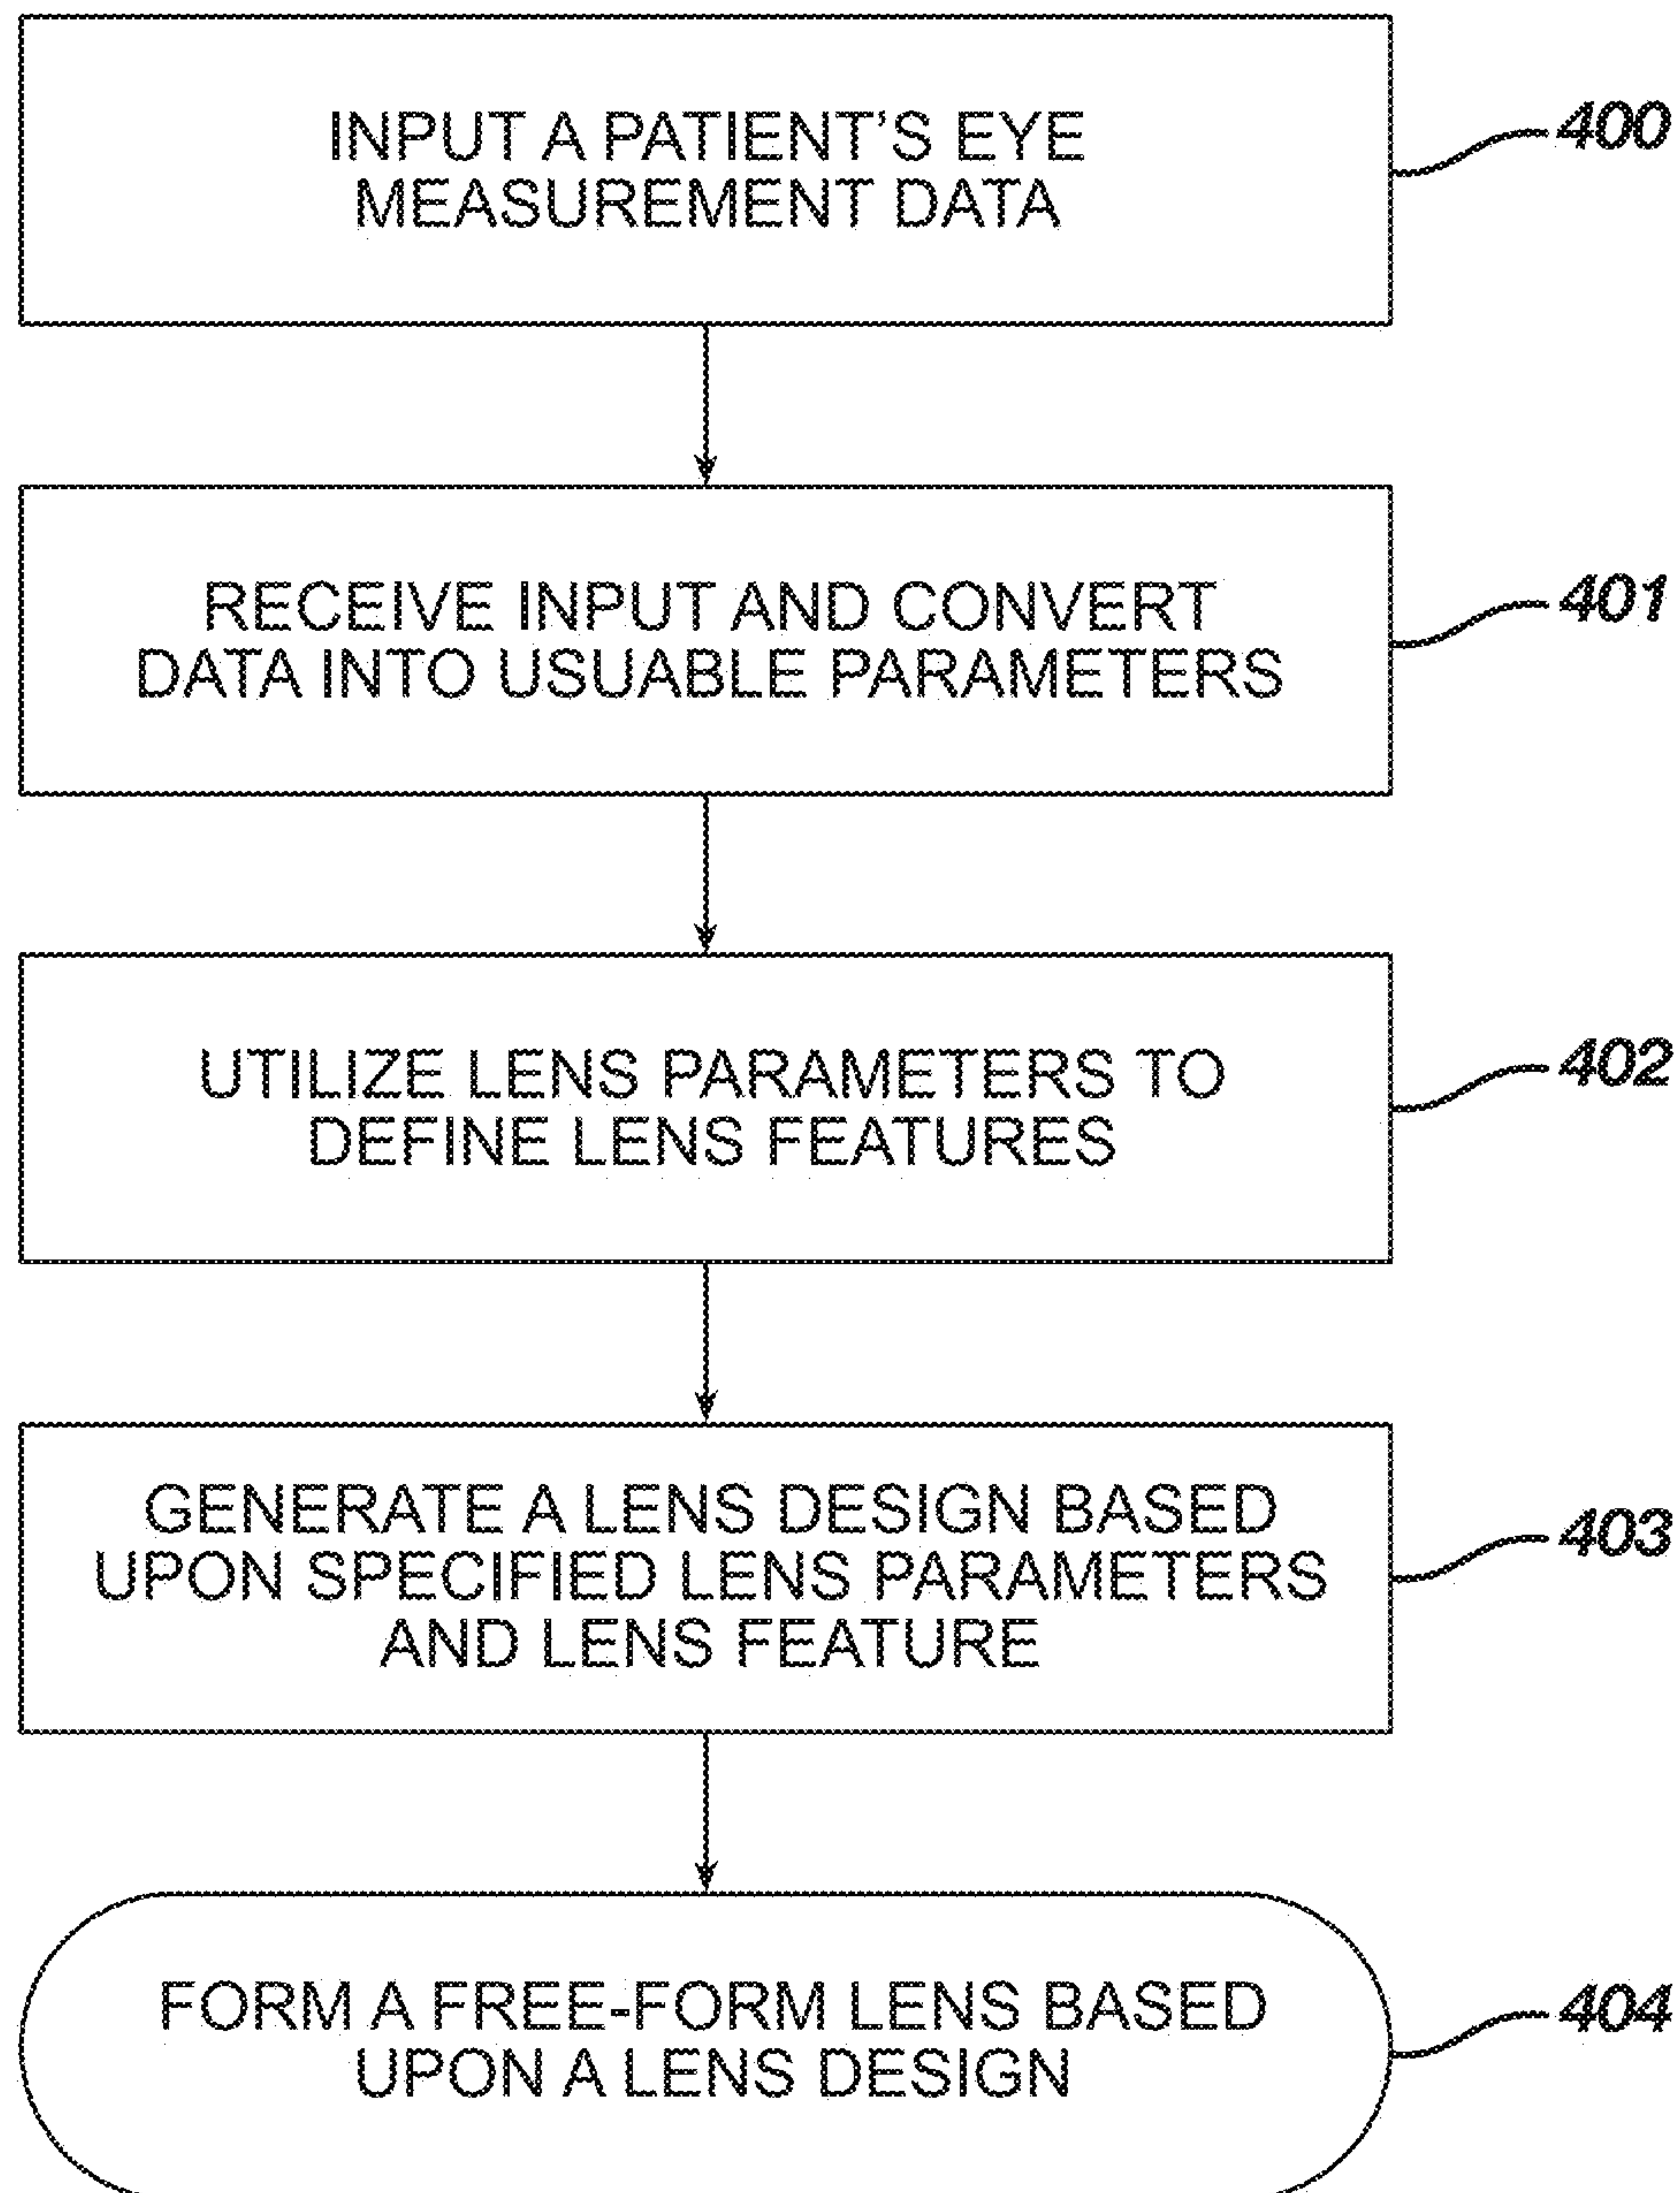 INPUT A PATIENT'S EYE
MEASUREMENT DATA
400
RECEIVE INPUT AND CONVERT
DATA INTO USUABLE PARAMETERS
401
UTILIZE LENS PARAMETERS TO
DEFINE LENS FEATURES
402
GENERATE A LENS DESIGN BASED
UPON SPECIFIED LENS PARAMETERS
AND LENS FEATURE
403
FORM A FREE-FORM LENS BASED
UPON A LENS DESIGN
404